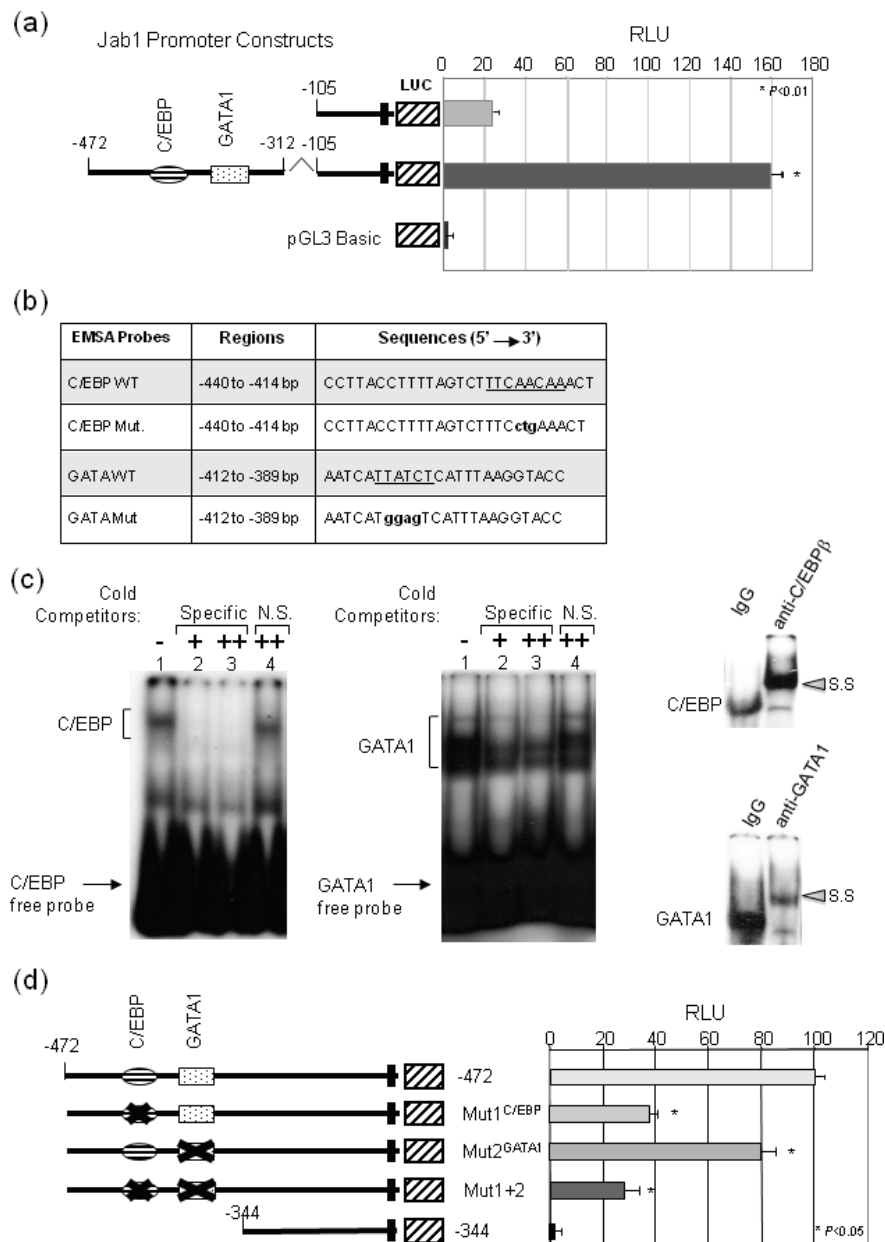 (a)
Jab1 Promoter Constructs
RLU
0 20 40 60 80 100 120 140 160 180
LUC
* P<0.01
-105
C/EBP
GATA1
-472
-312
-105
*
pGL3 Basic
(b)
EMSA Probes Regions Sequences (5' → 3')
C/EBP WT -440 to -414 bp CCTTACCTTTTAGTCTTTCAACAAACT
C/EBP Mut. -440 to -414 bp CCTTACCTTTTAGTCTTTCctgAAACT
GATA WT -412 to -389 bp AATCATTATCTCATTTAAGGTACC
GATA Mut -412 to -389 bp AATCATggagTCATTTAAGGTACC
(c)
Cold Competitors:
Specific N.S.
- + ++ ++
1 2 3 4
C/EBP
C/EBP free probe
Cold Competitors:
Specific N.S.
- + ++ ++
1 2 3 4
GATA1
GATA1 free probe
IgG
anti-C/EBPβ
C/EBP
S.S
IgG
anti-GATA1
GATA1
S.S
(d)
C/EBP
GATA1
RLU
0 20 40 60 80 100 120
-472
-472
Mut1C/EBP *
Mut2GATA1 *
Mut1+2 *
-344
-344
* P<0.05